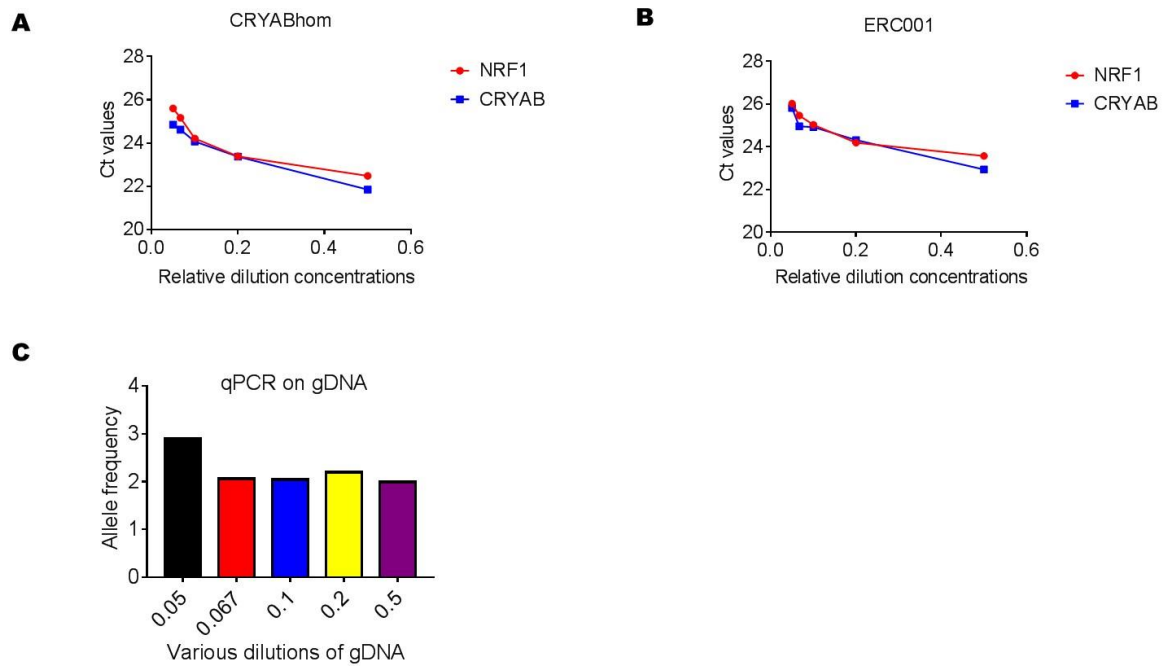 A
CRYABhom
28
26
24
22
20
0.0 0.2 0.4 0.6
Ct values
Relative dilution concentrations
NRF1
CRYAB
B
ERC001
28
26
24
22
20
0.0 0.2 0.4 0.6
Ct values
Relative dilution concentrations
NRF1
CRYAB
C
qPCR on gDNA
4
3
2
1
0
Allele frequency
0.05 0.067 0.1 0.2 0.5
Various dilutions of gDNA